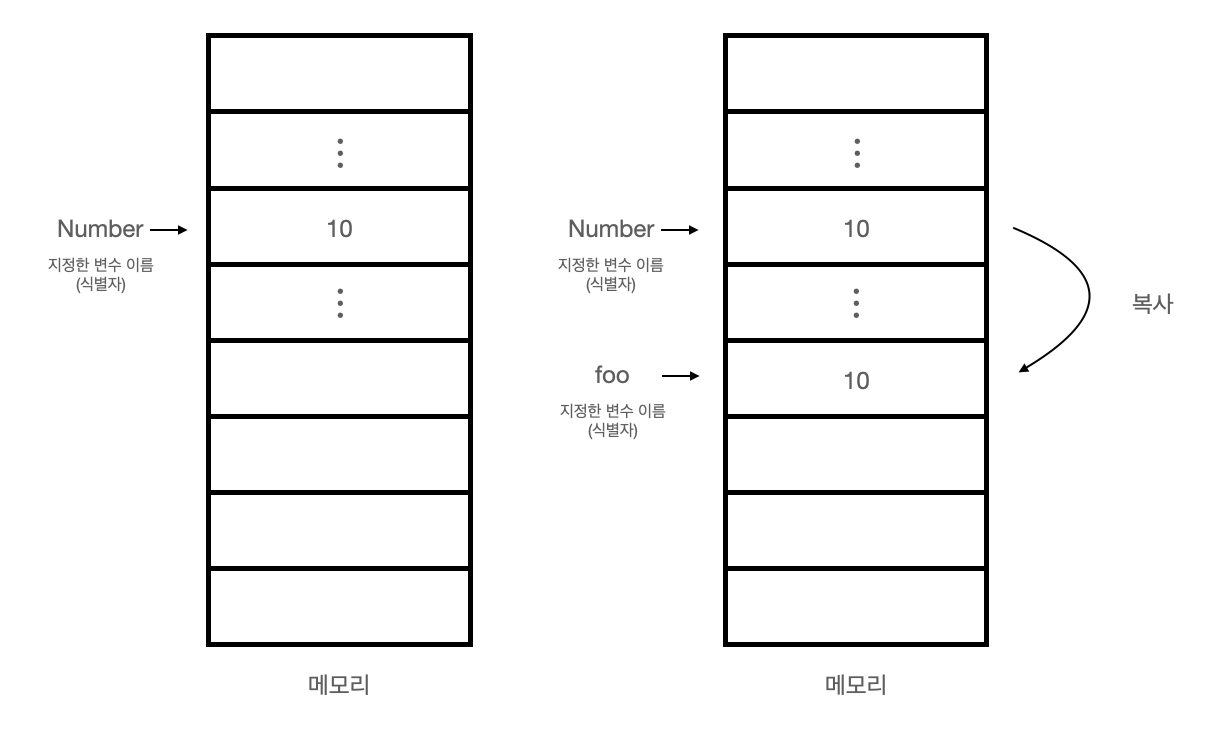 Number
지정한 변수 이름
(식별자)
10
메모리
Number
지정한 변수 이름
(식별자)
10
foo
지정한 변수 이름
(식별자)
10
복사
메모리